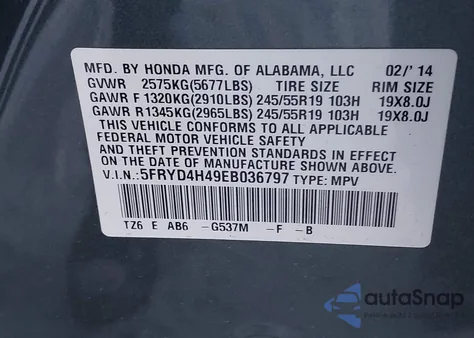 MFD. BY HONDA MFG. OF ALABAMA, LLC 02/' 14
GVWR 2575KG(5677LBS) TIRE SIZE RIM SIZE
GAWR F 1320KG(2910LBS) 245/55R19 103H 19X8.0J
GAWR R1345KG(2965LBS) 245/55R19 103H 19X8.0J
THIS VEHICLE CONFORMS TO ALL APPLICABLE
FEDERAL MOTOR VEHICLE SAFETY, BUMPER, AND
THEFT PREVENTION STANDARDS IN EFFECT
ON THE DATE OF MANUFACTURE SHOWN ABOVE
V.I.N.: 5FRYD4H49EB036797 TYPE: MPV
TZ6 E AB6 -G537M -F -B
autoSnap